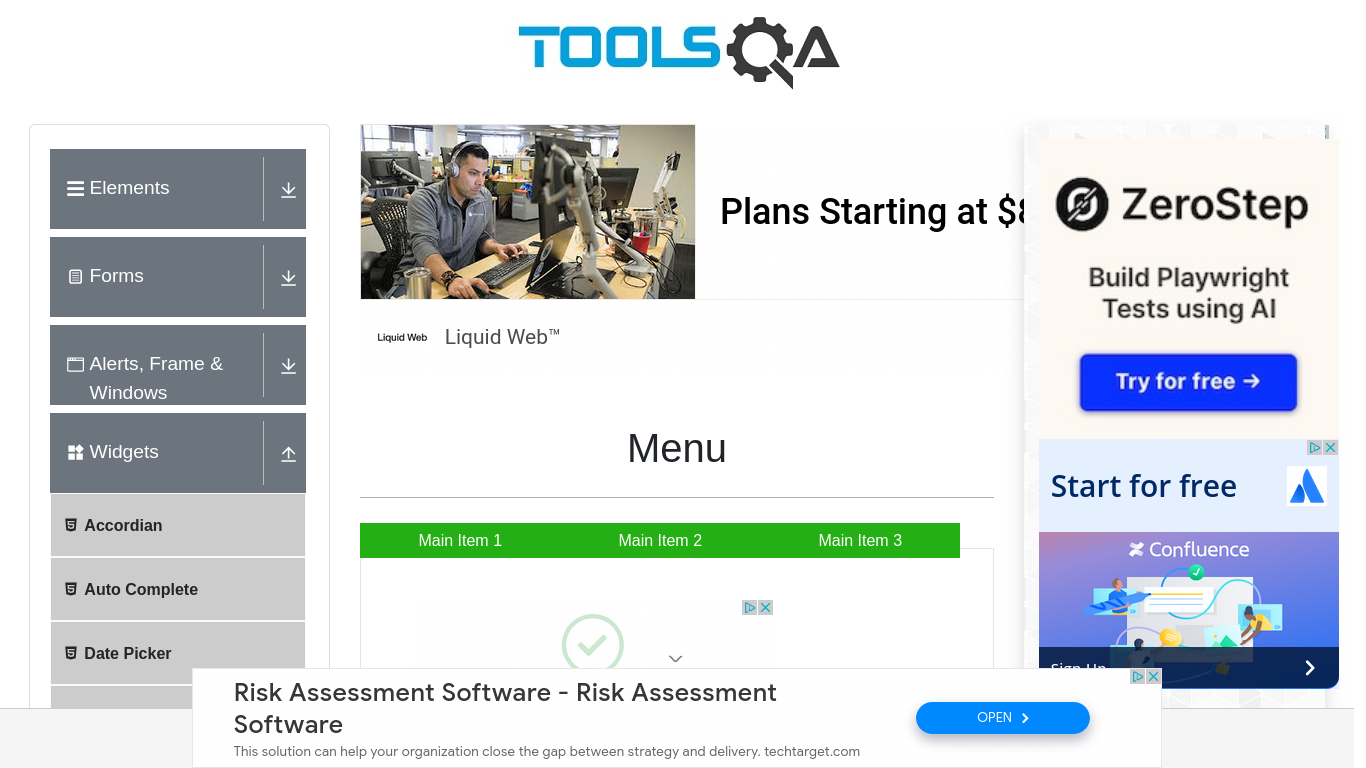 TOOLSQA
Elements
Forms
Alerts, Frame &
Windows
Widgets
Accordian
Auto Complete
Date Picker
Plans Starting at $
Liquid Web
Liquid Web™
Menu
Main Item 1
Main Item 2
Main Item 3
ZeroStep
Build Playwright
Tests using AI
Try for free →
Start for free
Confluence
Sign Up
Risk Assessment Software - Risk Assessment
Software
This solution can help your organization close the gap between strategy and delivery. techtarget.com
OPEN